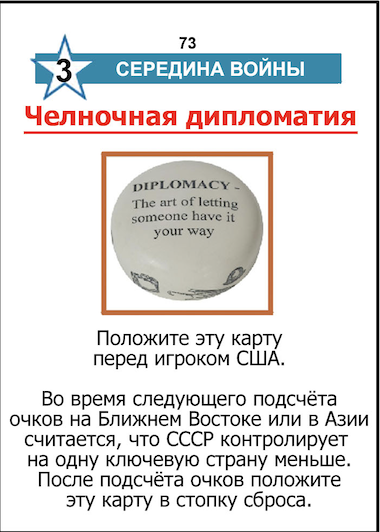 73
3 СЕРЕДИНА ВОЙНЫ
Челночная дипломатия
DIPLOMACY -
The art of letting
someone have it
your way
Положите эту карту
перед игроком США.
Во время следующего подсчёта
очков на Ближнем Востоке или в Азии
считается, что СССР контролирует
на одну ключевую страну меньше.
После подсчёта очков положите
эту карту в стопку сброса.